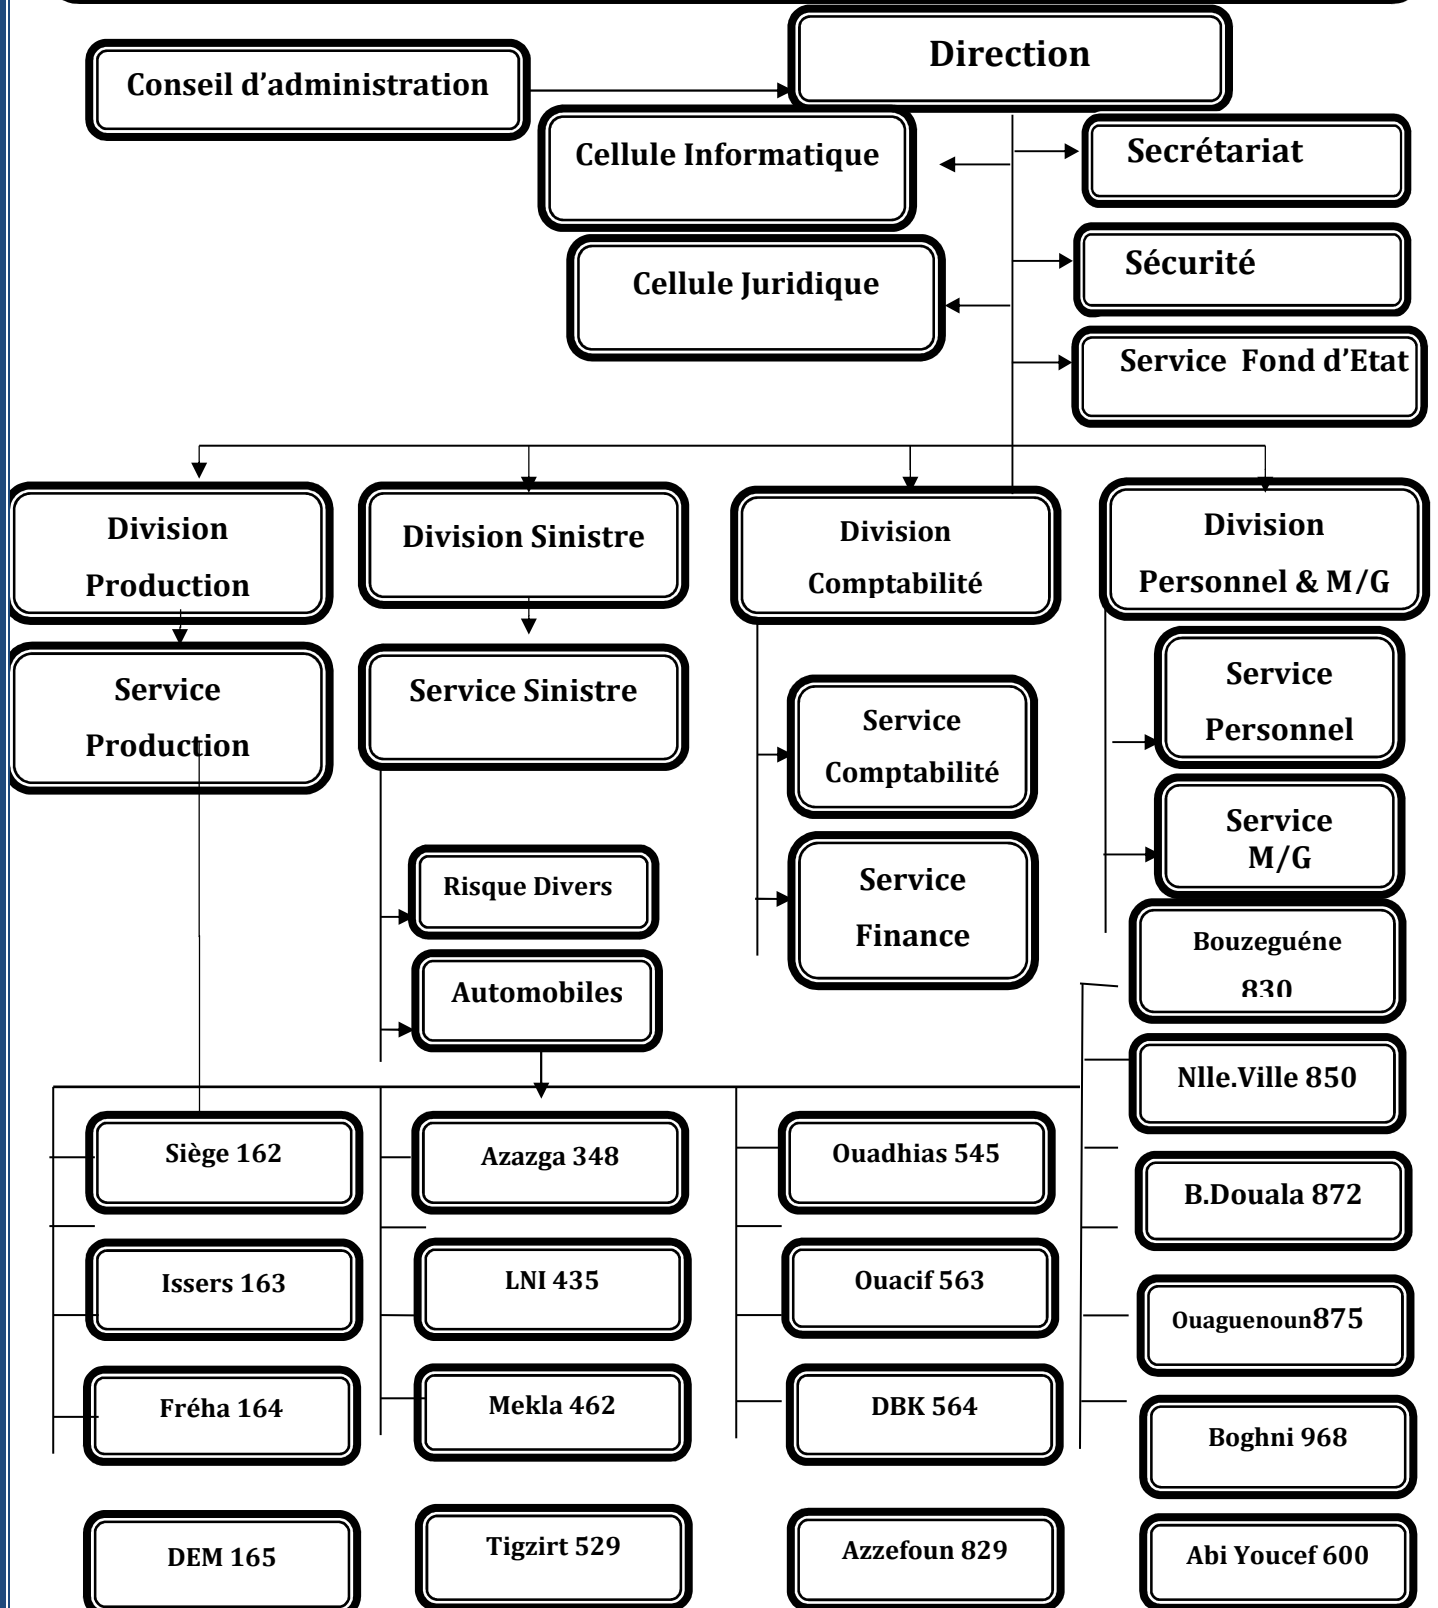 Direction
Conseil d’administration
Cellule Informatique
Secrétariat
Cellule Juridique
Sécurité
Service Fond d’Etat
Division
Production
Division Sinistre
Division
Comptabilité
Division
Personnel & M/G
Service
Production
Service Sinistre
Service
Comptabilité
Service
Finance
Service
Personnel
Service
M/G
Risque Divers
Automobiles
Bouzeguéne
830
Nlle.Ville 850
Siège 162
Azazga 348
Ouadhias 545
B.Douala 872
Issers 163
LNI 435
Ouacif 563
Ouaguenoun875
Fréha 164
Mekla 462
DBK 564
Boghni 968
DEM 165
Tigzirt 529
Azzefoun 829
Abi Youcef 600